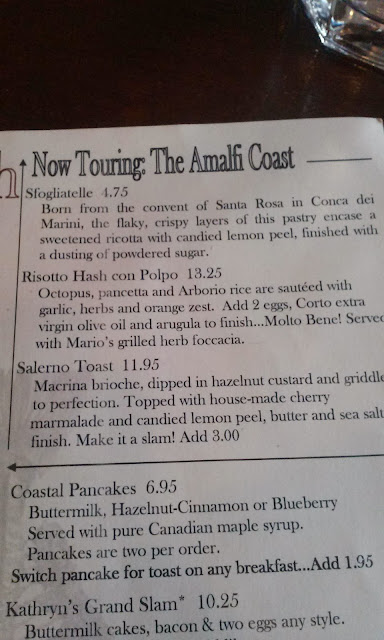 h
Now Touring: The Amalfi Coast
Sfogliatelle 4.75
Born from the convent of Santa Rosa in Conca dei
Marini, the flaky, crispy layers of this pastry encase a
sweetened ricotta with candied lemon peel, finished with
a dusting of powdered sugar.
Risotto Hash con Polpo 13.25
Octopus, pancetta and Arborio rice are sautéed with
garlic, herbs and orange zest. Add 2 eggs, Corto extra
virgin olive oil and arugula to finish...Molto Bene! Served
with Mario's grilled herb foccacia.
Salerno Toast 11.95
Macrina brioche, dipped in hazelnut custard and griddle
to perfection. Topped with house-made cherry
marmalade and candied lemon peel, butter and sea salt
finish. Make it a slam! Add 3.00
Coastal Pancakes 6.95
Buttermilk, Hazelnut-Cinnamon or Blueberry
Served with pure Canadian maple syrup.
Pancakes are two per order.
Switch pancake for toast on any breakfast...Add 1.95
Kathryn's Grand Slam* 10.25
Buttermilk cakes, bacon & two eggs any style.